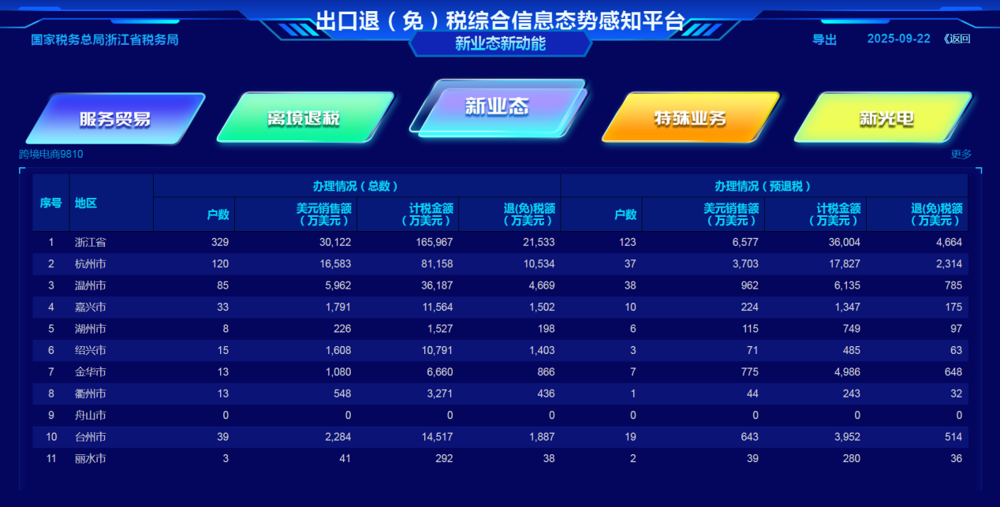 出口退（免）税综合信息态势感知平台
国家税务总局浙江省税务局 新业态新动能 导出 2025-09-22 《返回
服务贸易 离境退税 新业态 特殊业务 新光电
跨境电商9810 更多
序号 地区 办理情况（总数） 办理情况（预退税）
户数 美元销售额（万美元） 计税金额（万美元） 退(免)税额（万美元） 户数 美元销售额（万美元） 计税金额（万美元） 退(免)税额（万美元）
1 浙江省 329 30,122 165,967 21,533 123 6,577 36,004 4,664
2 杭州市 120 16,583 81,158 10,534 37 3,703 17,827 2,314
3 温州市 85 5,962 36,187 4,669 38 962 6,135 785
4 嘉兴市 33 1,791 11,564 1,502 10 224 1,347 175
5 湖州市 8 226 1,527 198 6 115 749 97
6 绍兴市 15 1,608 10,791 1,403 3 71 485 63
7 金华市 13 1,080 6,660 866 7 775 4,986 648
8 衢州市 13 548 3,271 436 1 44 243 32
9 舟山市 0 0 0 0 0 0 0 0
10 台州市 39 2,284 14,517 1,887 19 643 3,952 514
11 丽水市 3 41 292 38 2 39 280 36